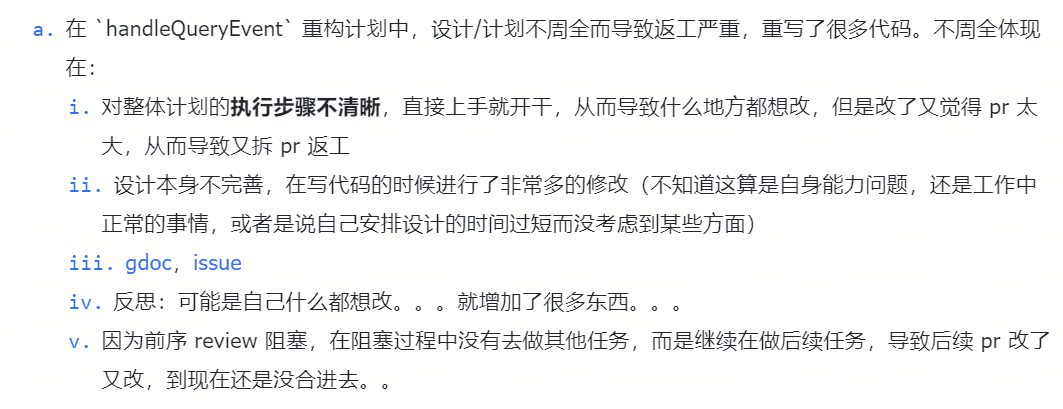 a. 在 `handleQueryEvent` 重构计划中，设计/计划不周全而导致返工严重，重写了很多代码。不周全体现
在：
i. 对整体计划的执行步骤不清晰，直接上手就开干，从而导致什么地方都想改，但是改了又觉得 pr 太
大，从而导致又拆 pr 返工
ii. 设计本身不完善，在写代码的时候进行了非常多的修改（不知道这算是自身能力问题，还是工作中
正常的事情，或者是说自己安排设计的时间过短而没考虑到某些方面）
iii. gdoc，issue
iv. 反思：可能是自己什么都想改。。。就增加了很多东西。。。
v. 因为前序 review 阻塞，在阻塞过程中没有去做其他任务，而是继续在做后续任务，导致后续 pr 改了
又改，到现在还是没合进去。。